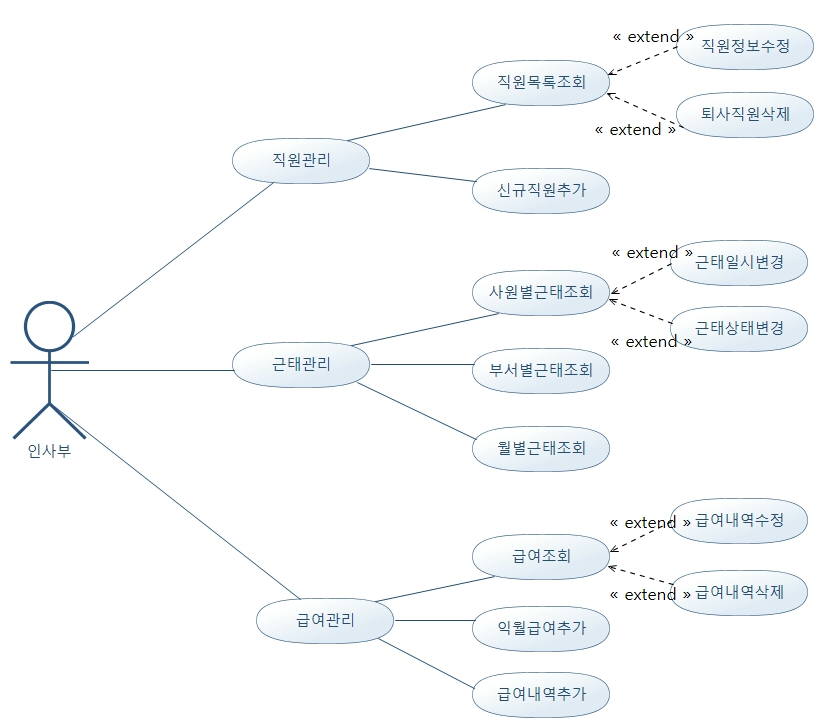 « extend »
직원정보수정
직원목록조회
퇴사직원삭제
« extend »
직원관리
신규직원추가
« extend »
근태일시변경
사원별근태조회
근태상태변경
« extend »
근태관리
부서별근태조회
월별근태조회
인사부
« extend »
급여내역수정
급여조회
« extend »
급여내역삭제
급여관리
익월급여추가
급여내역추가